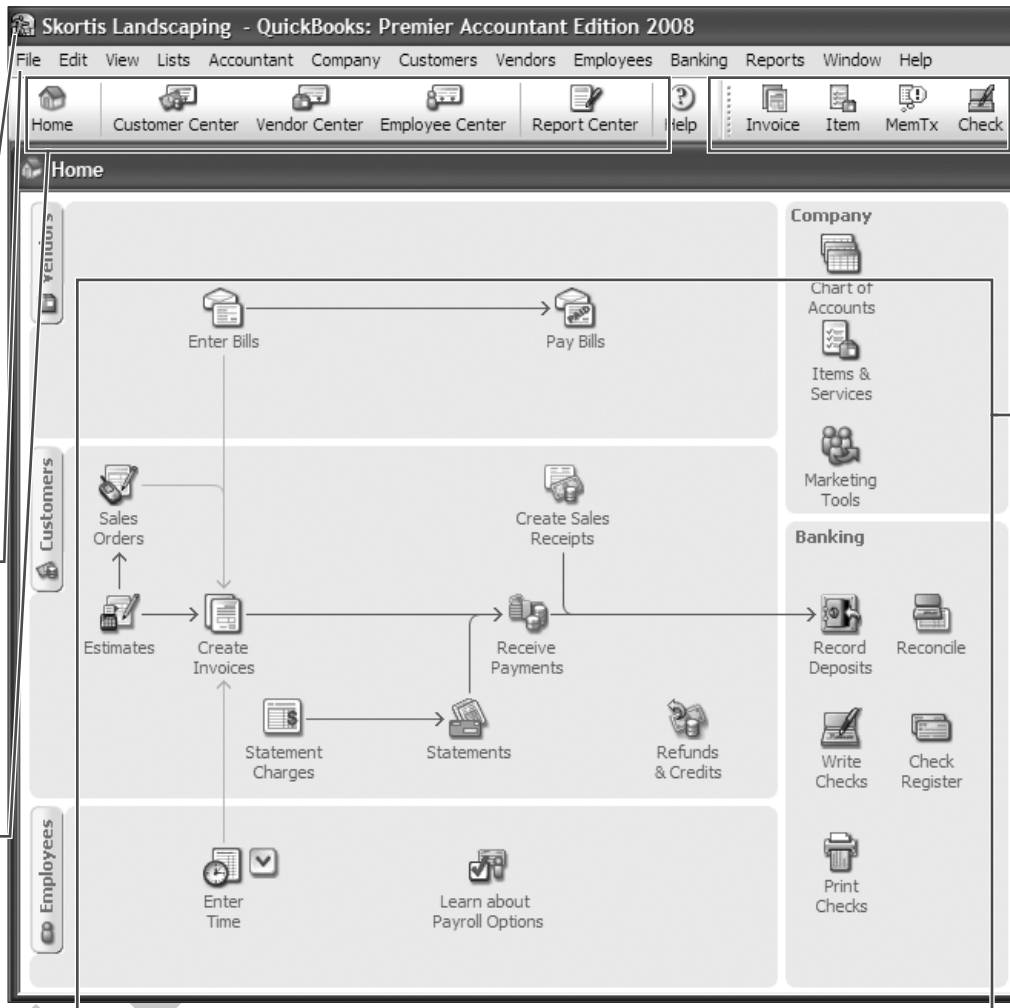 Skortis Landscaping - QuickBooks: Premier Accountant Edition 2008
File Edit View Lists Accountant Company Customers Vendors Employees Banking Reports Window Help
Home Customer Center Vendor Center Employee Center Report Center Help Invoice Item MemTx Check
Home
Vendors
Enter Bills
Pay Bills
Customers
Sales
Orders
Create Sales
Receipts
Estimates
Create
Invoices
Receive
Payments
Statement
Charges
Statements
Refunds
& Credits
Employees
Enter
Time
Learn about
Payroll Options
Company
Chart of
Accounts
Items &
Services
Marketing
Tools
Banking
Record
Deposits
Reconcile
Write
Checks
Check
Register
Print
Checks